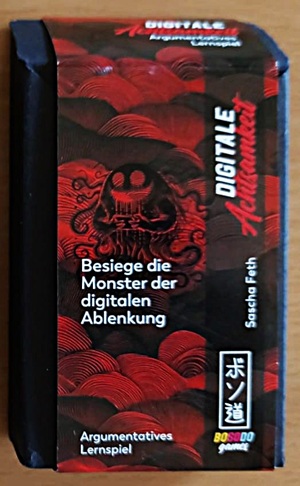 DIGITALE
Achtsamkeit
Argumentatives
Lernspiel
DIGITALE
Achtsamkeit
Sascha Feth
Besiege die
Monster der
digitalen
Ablenkung
ボソ道
BOSODO
games
Argumentatives
Lernspiel